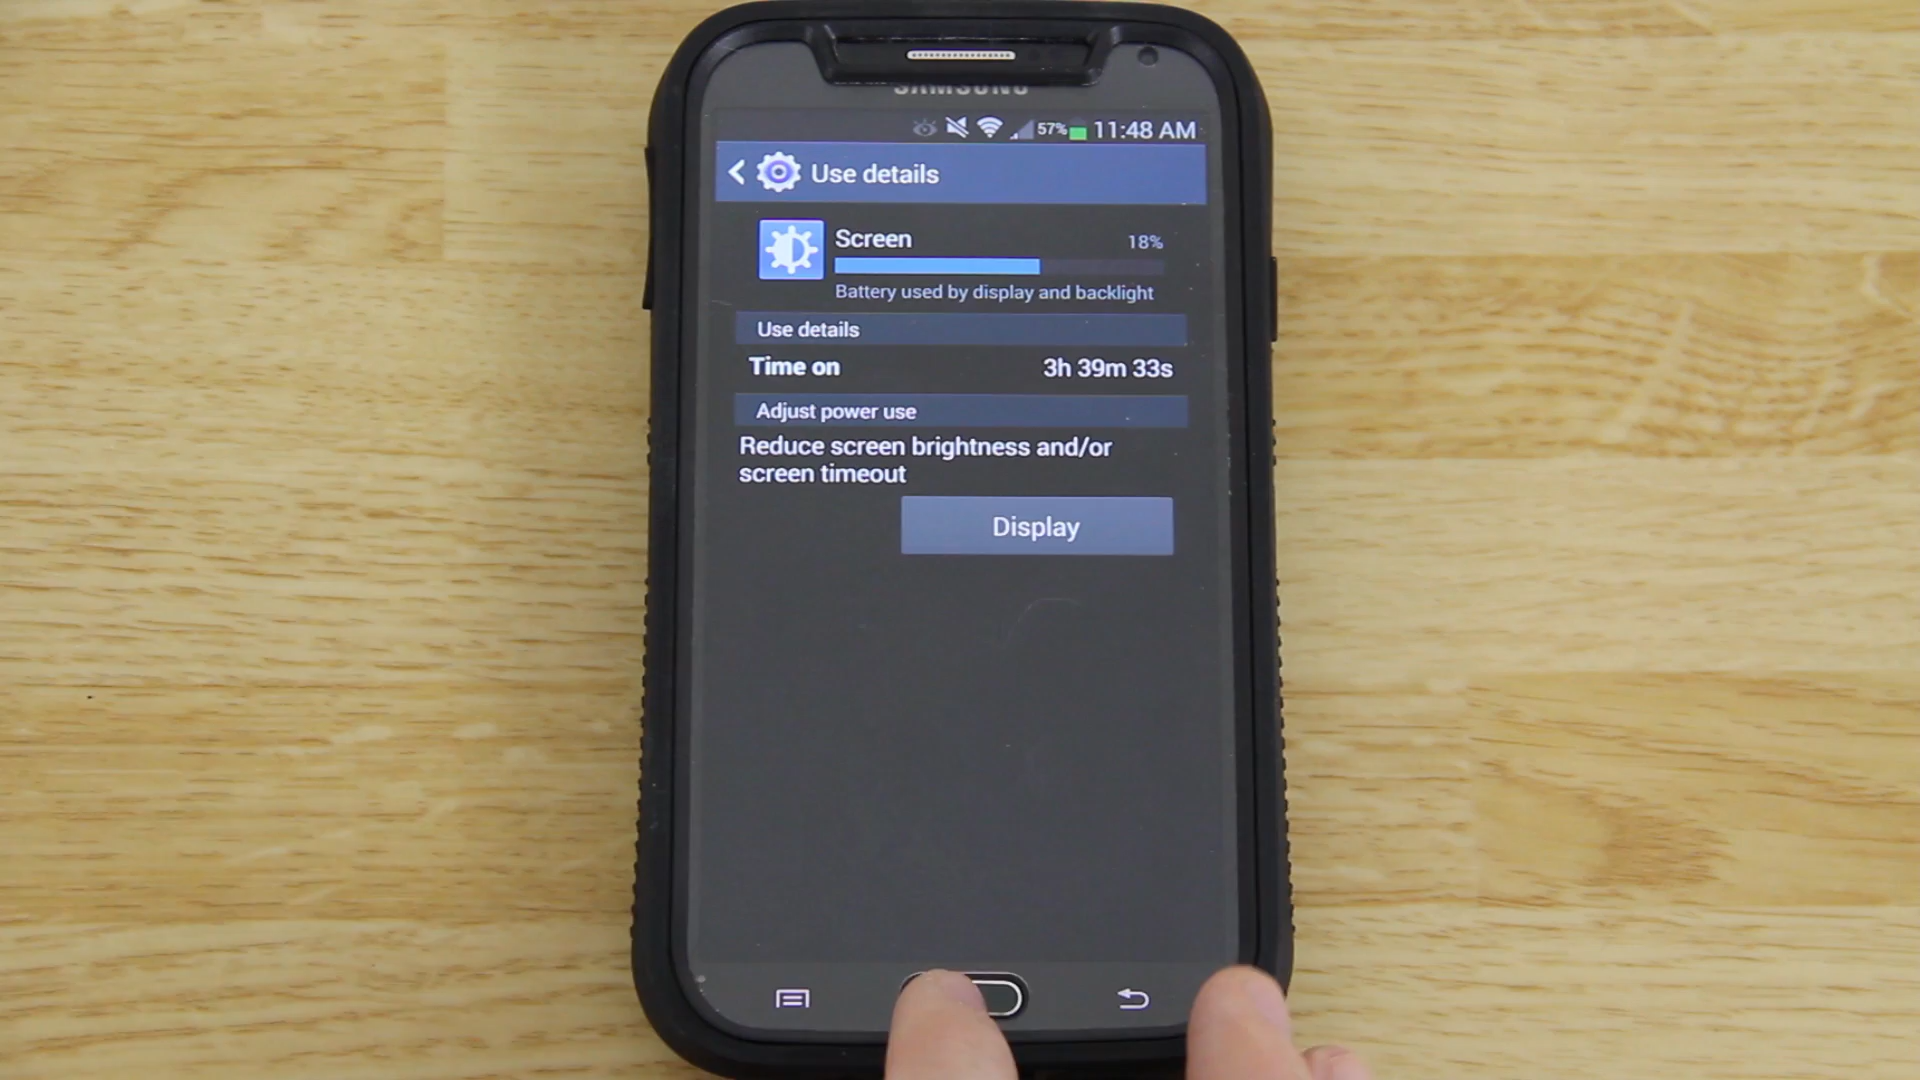 SAMSUNG
57% 11:48 AM
Use details
Screen 18%
Battery used by display and backlight
Use details
Time on 3h 39m 33s
Adjust power use
Reduce screen brightness and/or
screen timeout
Display